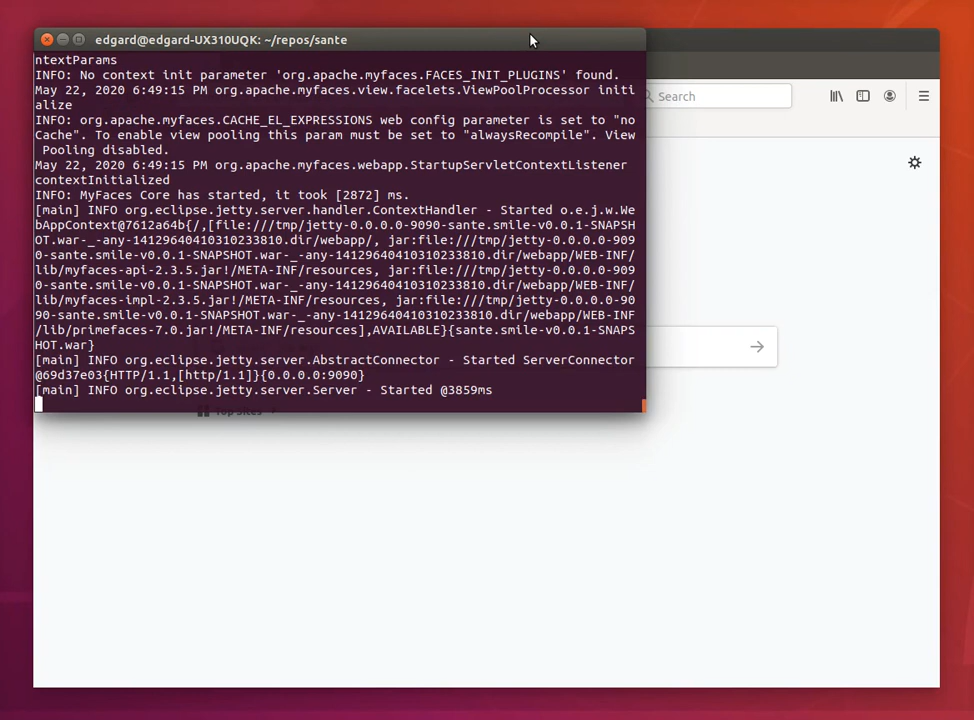 edgard@edgard-UX310UQK: ~/repos/sante
ntextParams
INFO: No context init parameter 'org.apache.myfaces.FACES_INIT_PLUGINS' found.
May 22, 2020 6:49:15 PM org.apache.myfaces.view.facelets.ViewPoolProcessor initi
alize
INFO: org.apache.myfaces.CACHE_EL_EXPRESSIONS web config parameter is set to "no
Cache". To enable view pooling this param must be set to "alwaysRecompile". View
 Pooling disabled.
May 22, 2020 6:49:15 PM org.apache.myfaces.webapp.StartupServletContextListener
contextInitialized
INFO: MyFaces Core has started, it took [2872] ms.
[main] INFO org.eclipse.jetty.server.handler.ContextHandler - Started o.e.j.w.We
bAppContext@7612a64b{/,[file:///tmp/jetty-0.0.0.0-9090-sante.smile-v0.0.1-SNAPSH
OT.war-_-any-14129640410310233810.dir/webapp/, jar:file:///tmp/jetty-0.0.0.0-909
0-sante.smile-v0.0.1-SNAPSHOT.war-_-any-14129640410310233810.dir/webapp/WEB-INF/
lib/myfaces-api-2.3.5.jar!/META-INF/resources, jar:file:///tmp/jetty-0.0.0.0-909
0-sante.smile-v0.0.1-SNAPSHOT.war-_-any-14129640410310233810.dir/webapp/WEB-INF/
lib/myfaces-impl-2.3.5.jar!/META-INF/resources, jar:file:///tmp/jetty-0.0.0.0-90
90-sante.smile-v0.0.1-SNAPSHOT.war-_-any-14129640410310233810.dir/webapp/WEB-INF
/lib/primefaces-7.0.jar!/META-INF/resources],AVAILABLE}{sante.smile-v0.0.1-SNAPS
HOT.war}
[main] INFO org.eclipse.jetty.server.AbstractConnector - Started ServerConnector
@69d37e03{HTTP/1.1,[http/1.1]}{0.0.0.0:9090}
[main] INFO org.eclipse.jetty.server.Server - Started @3859ms
Search
Top Sites